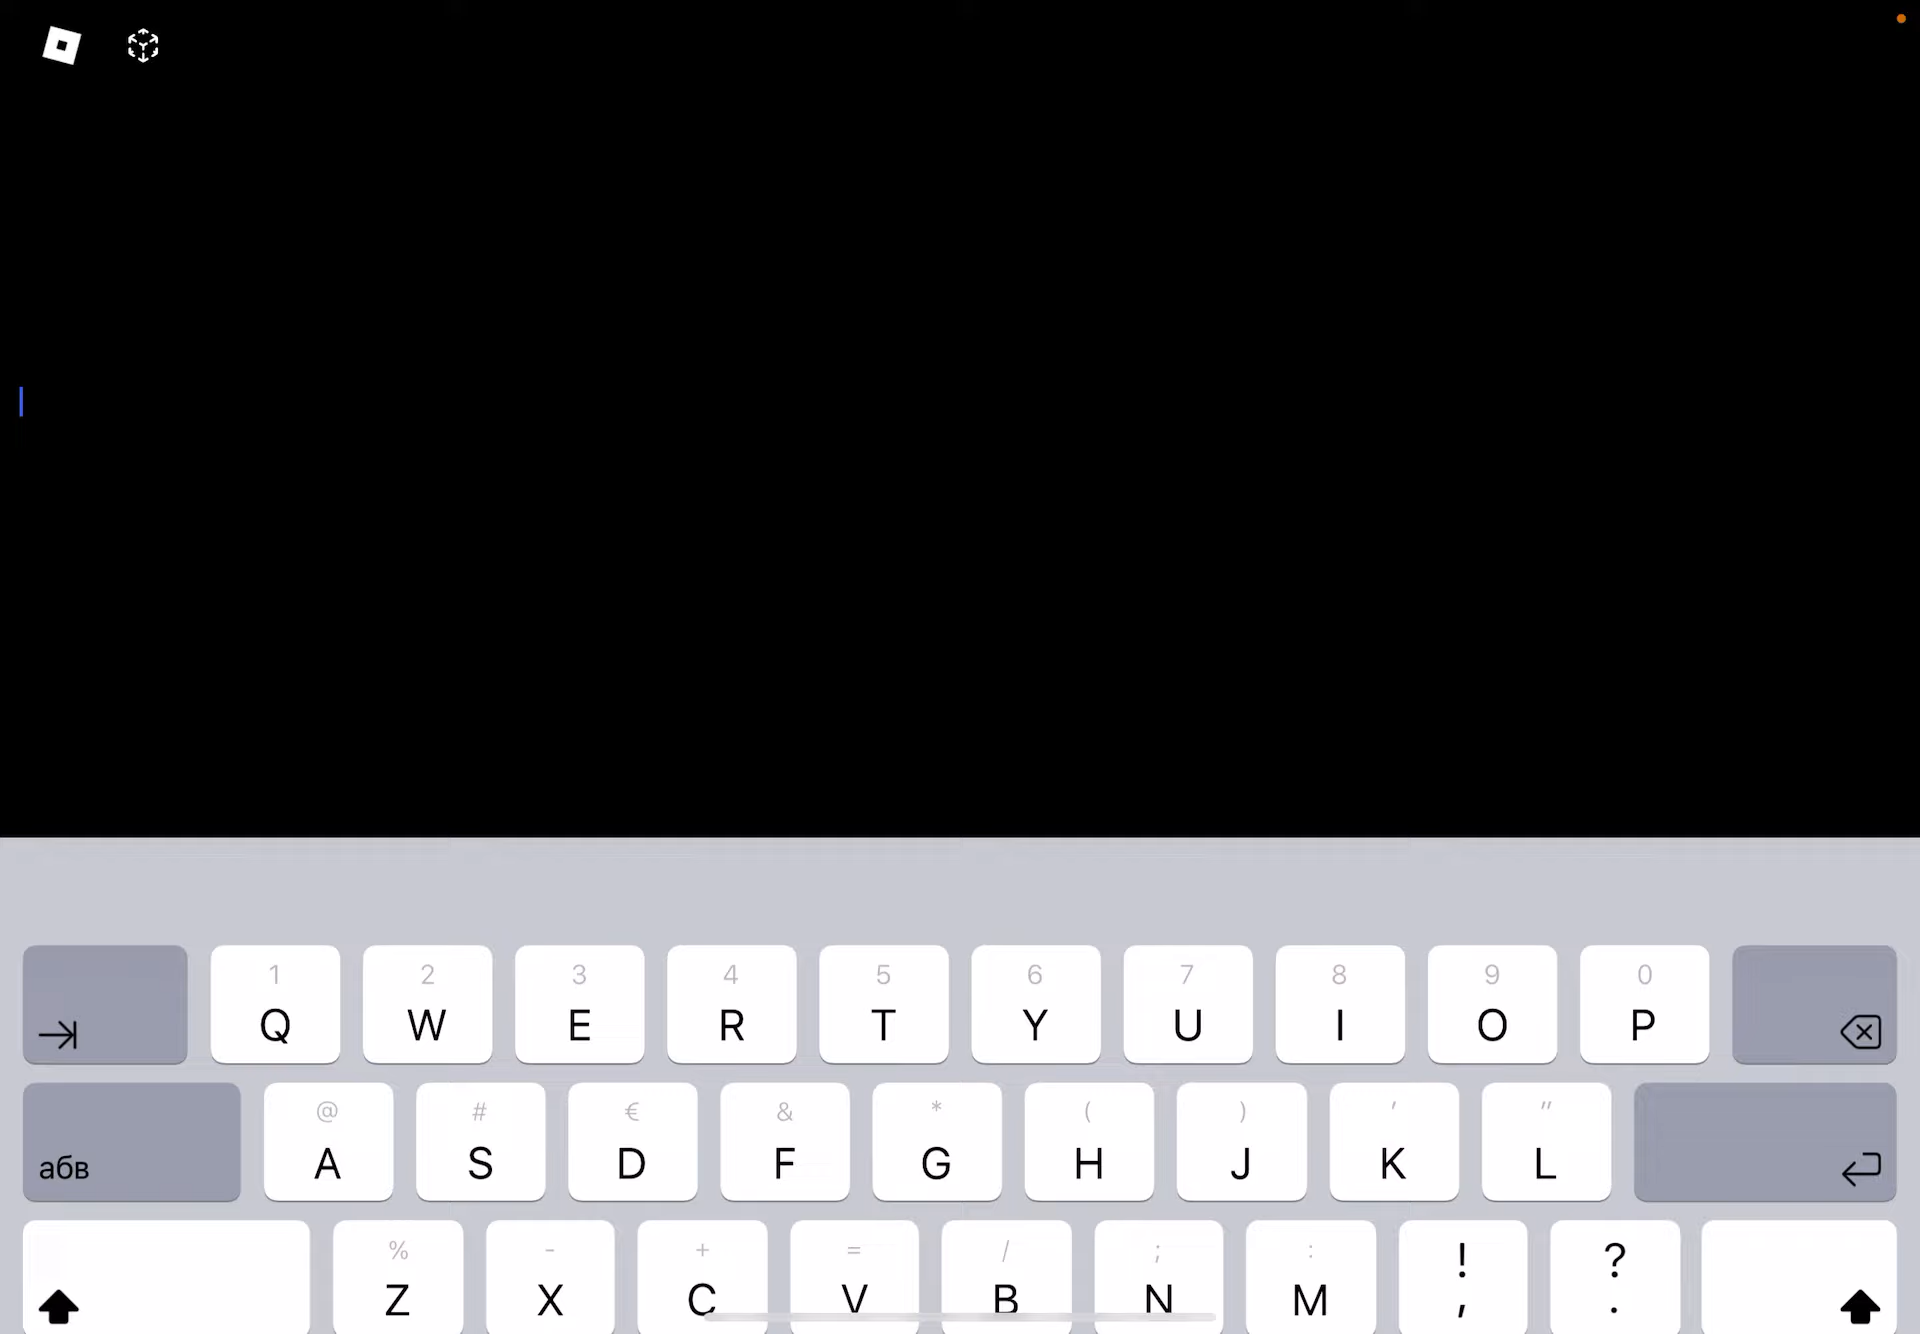 1 2 3 4 5 6 7 8 9 0
Q W E R T Y U I O P
@ # € & * ( ) ' "
абв A S D F G H J K L
% - + = / ; : ! ?
Z X C V B N M , .